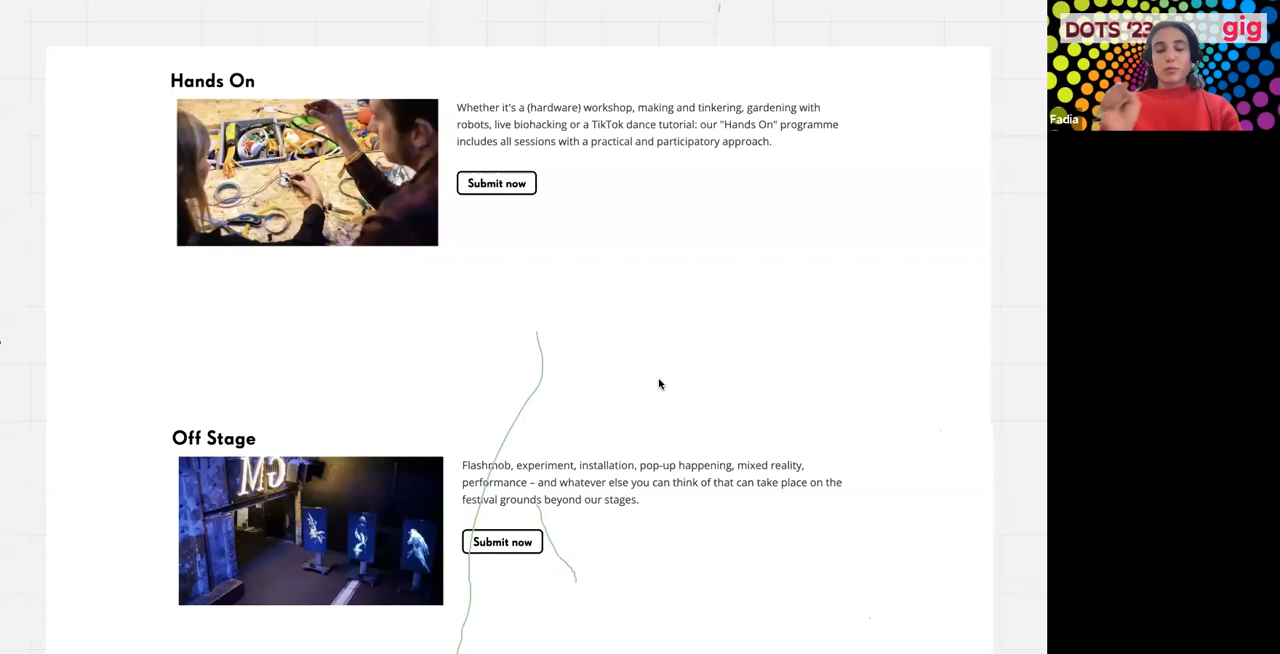 Hands On
Whether it's a (hardware) workshop, making and tinkering, gardening with
robots, live biohacking or a TikTok dance tutorial: our "Hands On" programme
includes all sessions with a practical and participatory approach.
Submit now
Off Stage
Flashmob, experiment, installation, pop-up happening, mixed reality,
performance – and whatever else you can think of that can take place on the
festival grounds beyond our stages.
Submit now
DOTS '23
gig
Fadia